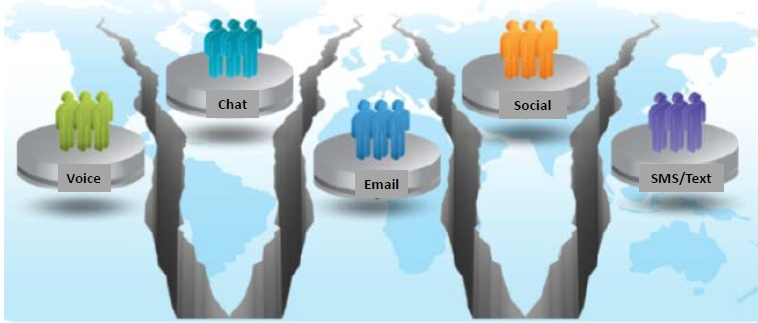 Voice
Chat
Email
Social
SMS/Text